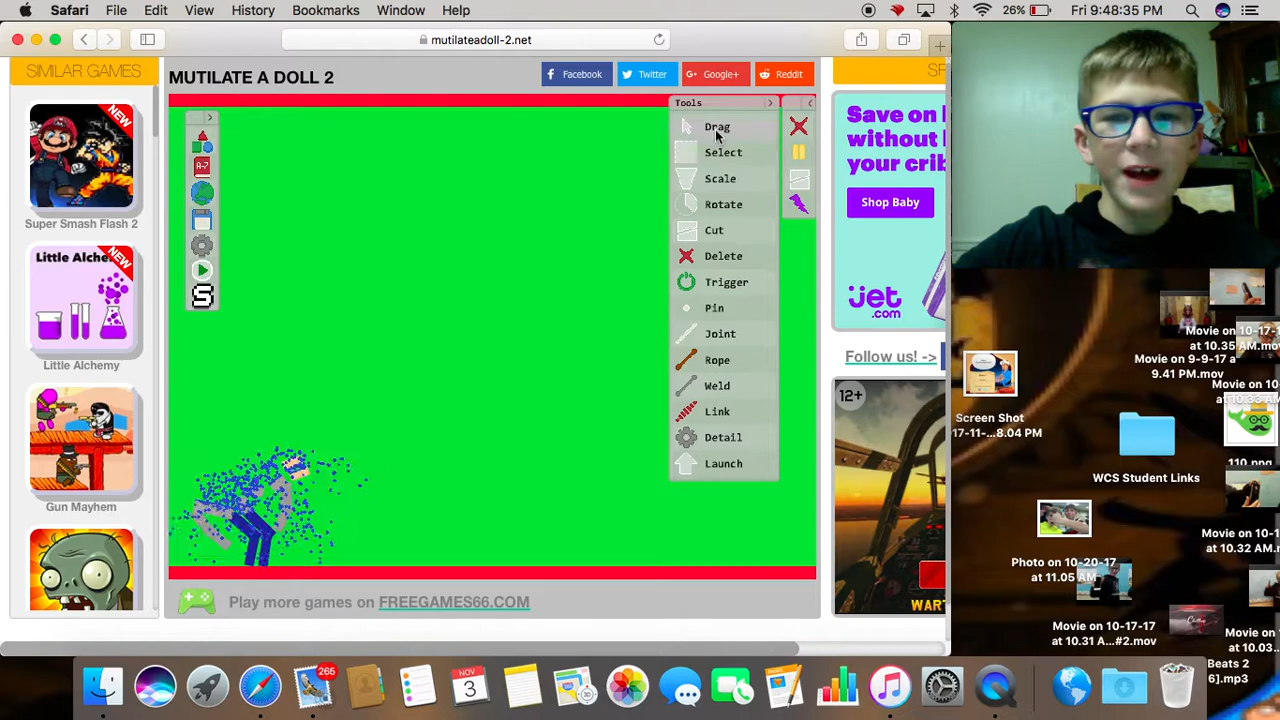 Safari File Edit View History Bookmarks Window Help 26% Fri 9:48:35 PM
mutilateadoll-2.net
SIMILAR GAMES
NEW
Super Smash Flash 2
Little Alchemy
NEW
Little Alchemy
Gun Mayhem
MUTILATE A DOLL 2
Facebook Twitter Google+ Reddit
Tools
Drag
Select
Scale
Rotate
Cut
Delete
Trigger
Pin
Joint
Rope
Weld
Link
Detail
Launch
Play more games on FREEGAMES66.COM
Save on
without
your crib
Shop Baby
jet
.com
Follow us! ->
12+
WART
Movie on 10-17-1
at 10.35 AM.mov
Movie on 9-9-17 a
9.41 PM.mov
Screen Shot
17-11-...8.04 PM
WCS Student Links
110.png
Photo on 10-20-17
at 11.05 AM
Movie on 10-1
at 10.32 AM.m
Movie on 10-17-17
at 10.31 A...#2.mov
Movie on 1
at 10.03...
Beats 2
6].mp3
265
NOV
3